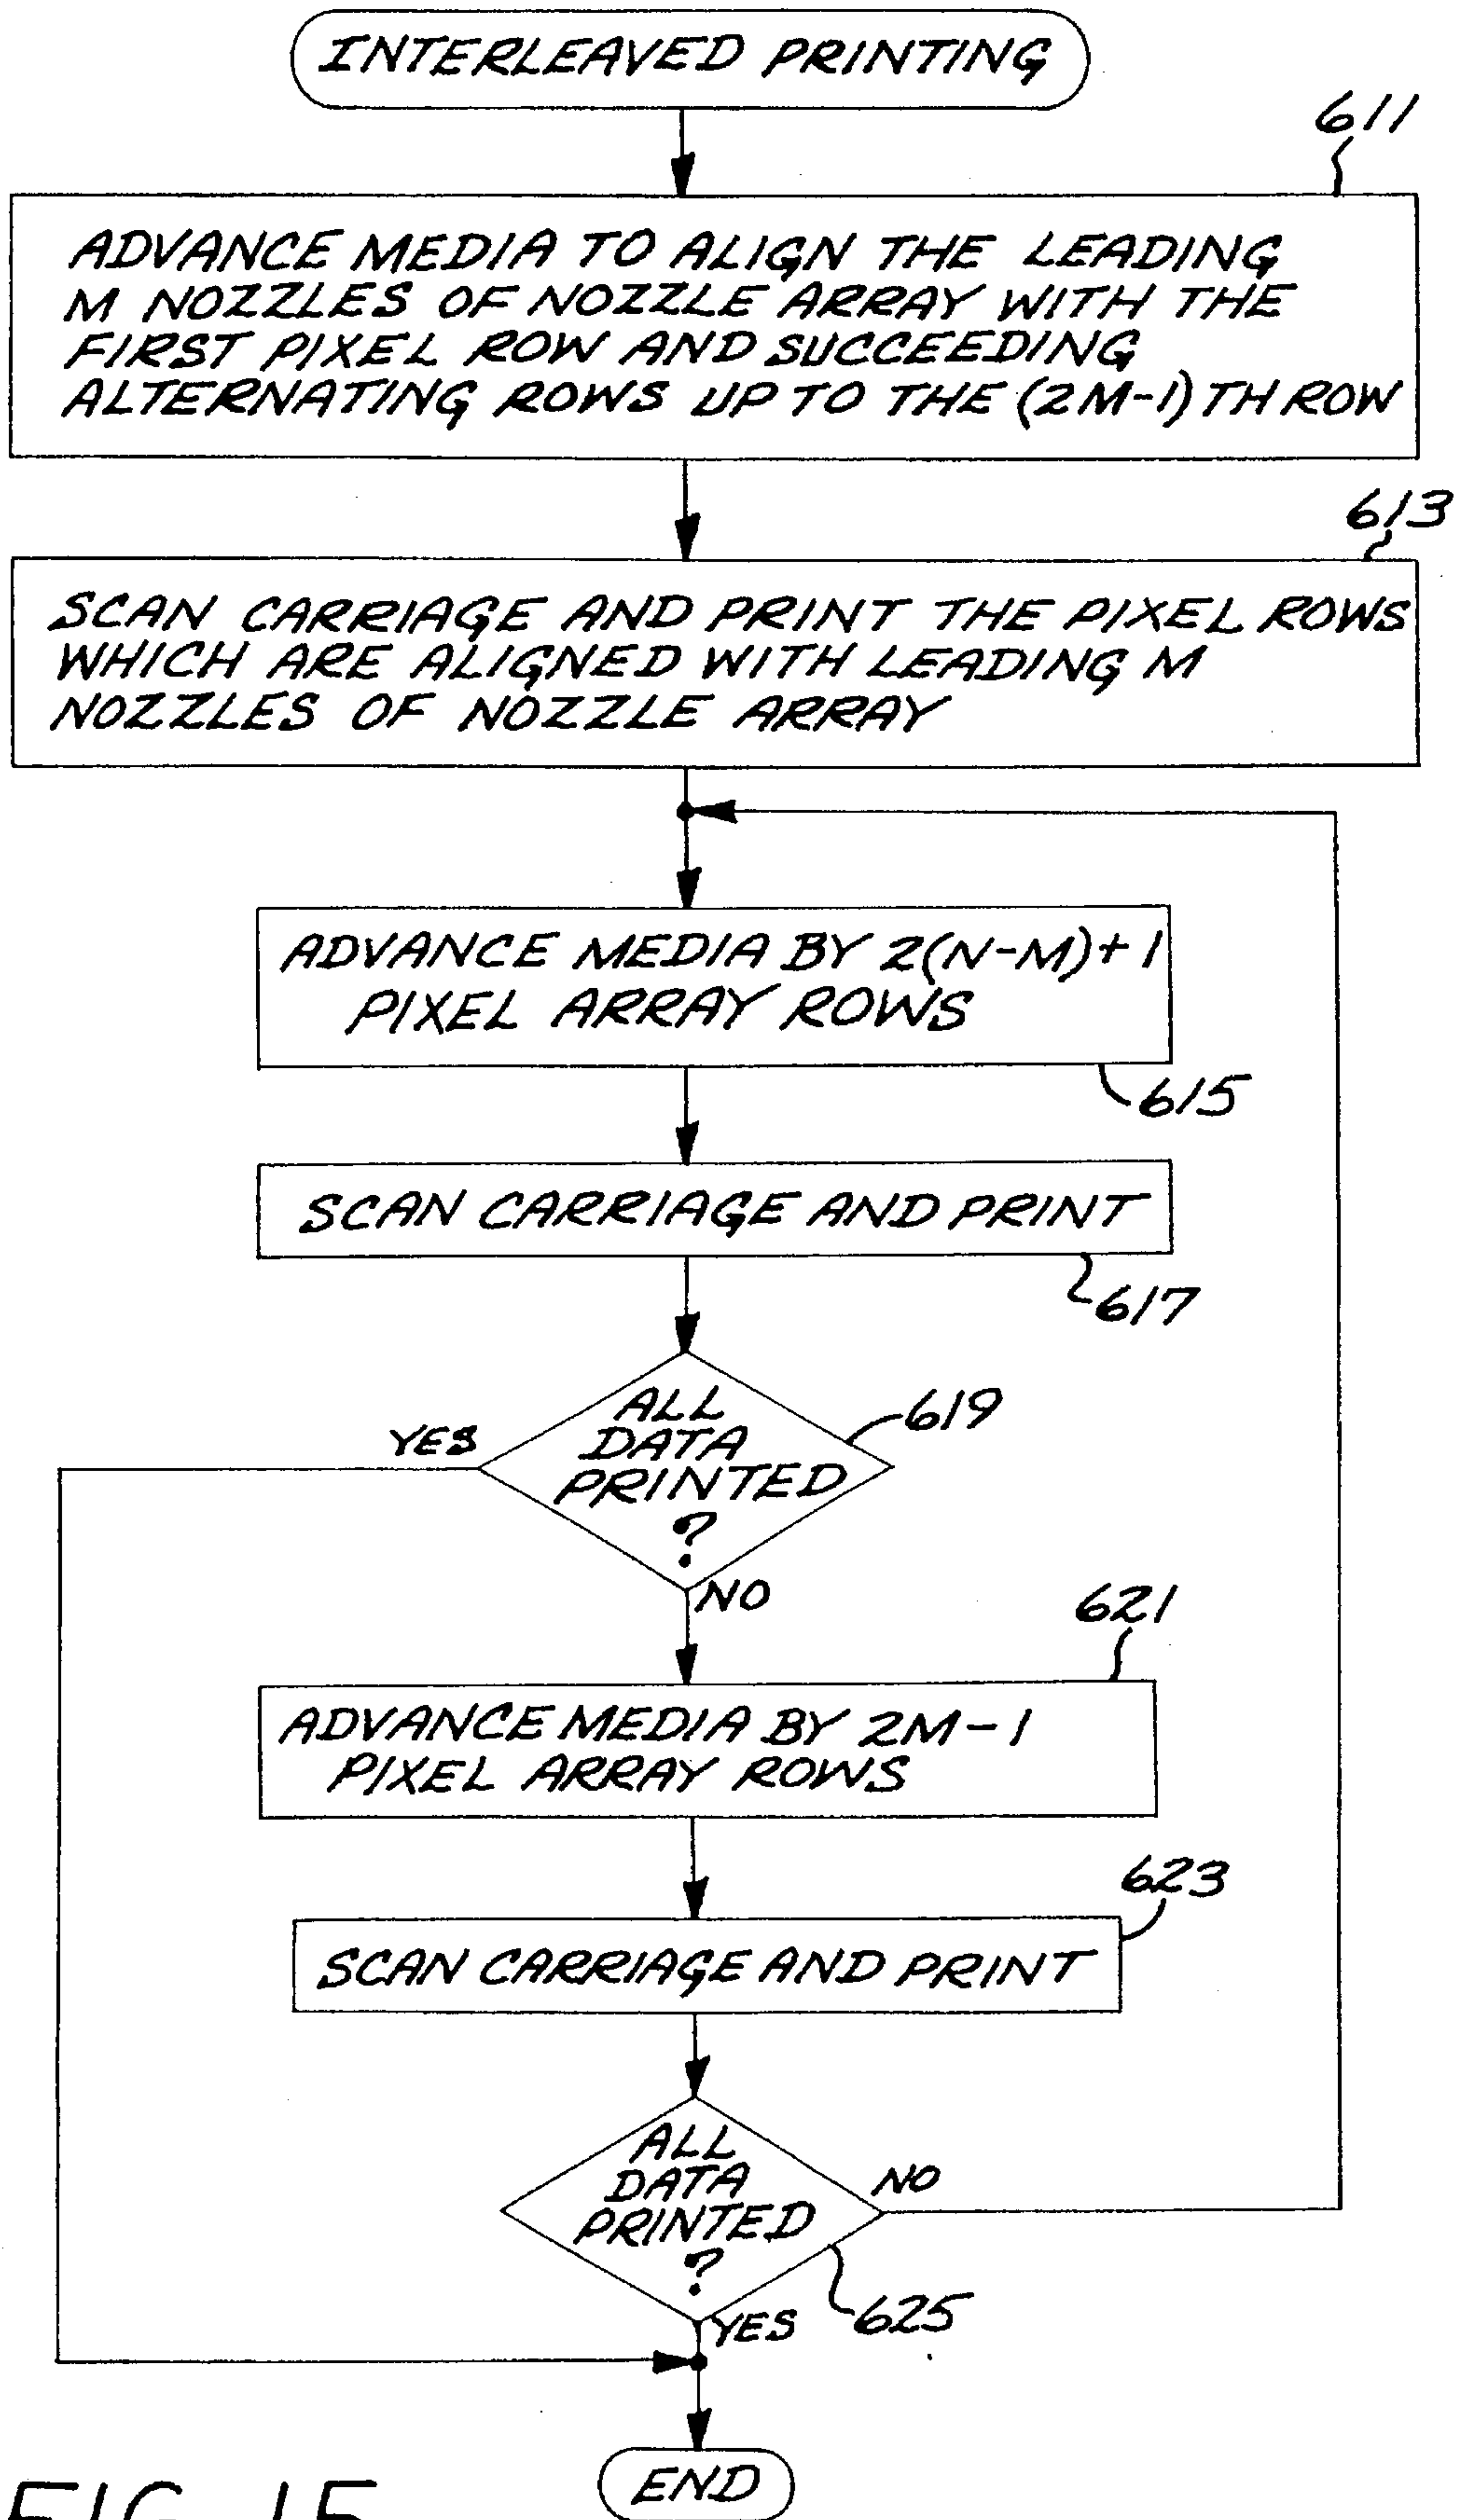 INTERLEAVED PRINTING
611
ADVANCE MEDIA TO ALIGN THE LEADING
M NOZZLES OF NOZZLE ARRAY WITH THE
FIRST PIXEL ROW AND SUCCEEDING
ALTERNATING ROWS UP TO THE (2M-1)TH ROW
613
SCAN CARRIAGE AND PRINT THE PIXEL ROWS
WHICH ARE ALIGNED WITH LEADING M
NOZZLES OF NOZZLE ARRAY
ADVANCE MEDIA BY 2(N-M)+1
PIXEL ARRAY ROWS
615
SCAN CARRIAGE AND PRINT
617
ALL
DATA
PRINTED
?
619
YES
NO
621
ADVANCE MEDIA BY 2M-1
PIXEL ARRAY ROWS
623
SCAN CARRIAGE AND PRINT
ALL
DATA
PRINTED
?
NO
625
YES
END
FIG. 15